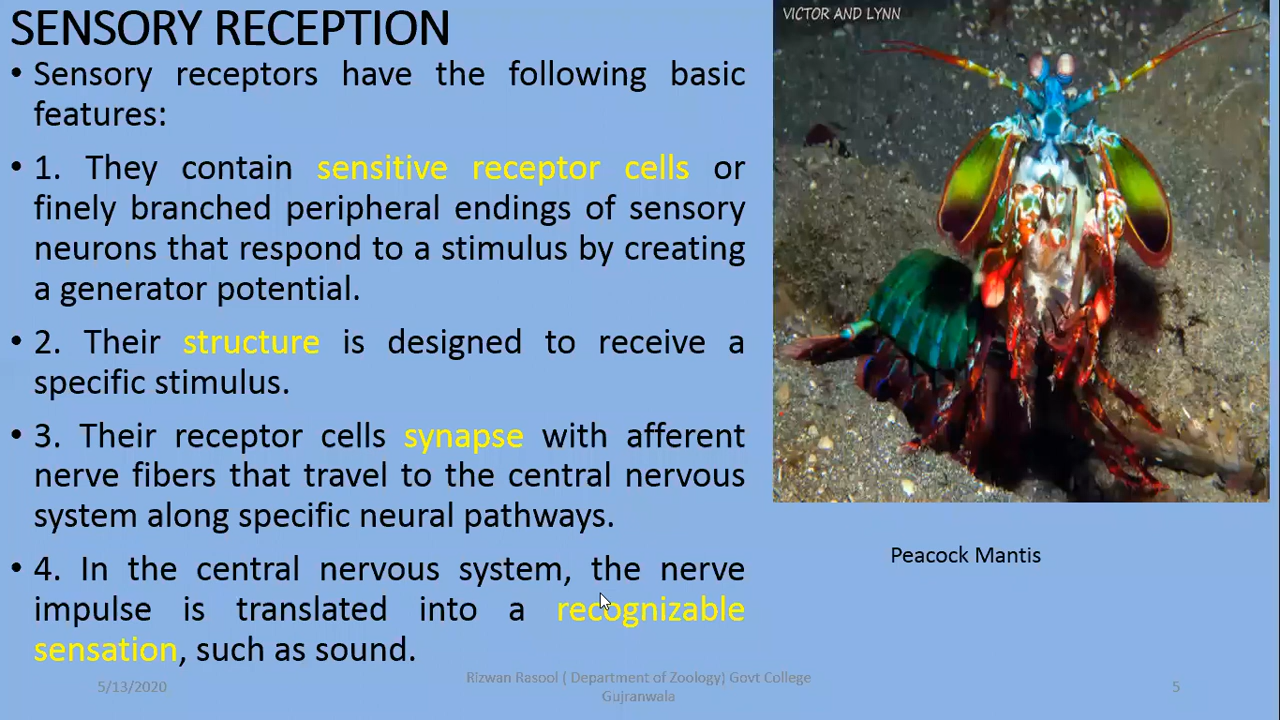 SENSORY RECEPTION
• Sensory receptors have the following basic
features:
• 1. They contain sensitive receptor cells or
finely branched peripheral endings of sensory
neurons that respond to a stimulus by creating
a generator potential.
• 2. Their structure is designed to receive a
specific stimulus.
• 3. Their receptor cells synapse with afferent
nerve fibers that travel to the central nervous
system along specific neural pathways.
• 4. In the central nervous system, the nerve
impulse is translated into a recognizable
sensation, such as sound.
VICTOR AND LYNN
Peacock Mantis
5/13/2020
Rizwan Rasool ( Department of Zoology) Govt College
Gujranwala
5